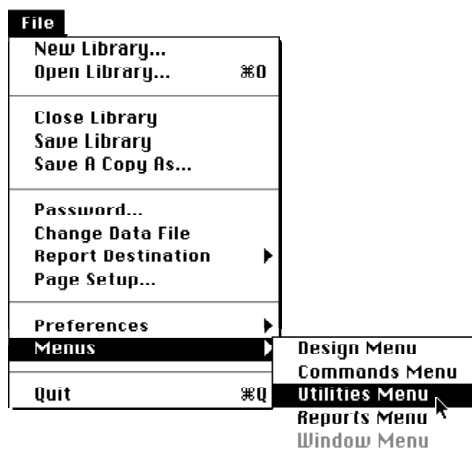 File
New Library...
Open Library... ⌘O
Close Library
Save Library
Save A Copy As...
Password...
Change Data File
Report Destination
Page Setup...
Preferences
Menus
Quit ⌘Q
Design Menu
Commands Menu
Utilities Menu
Reports Menu
Window Menu